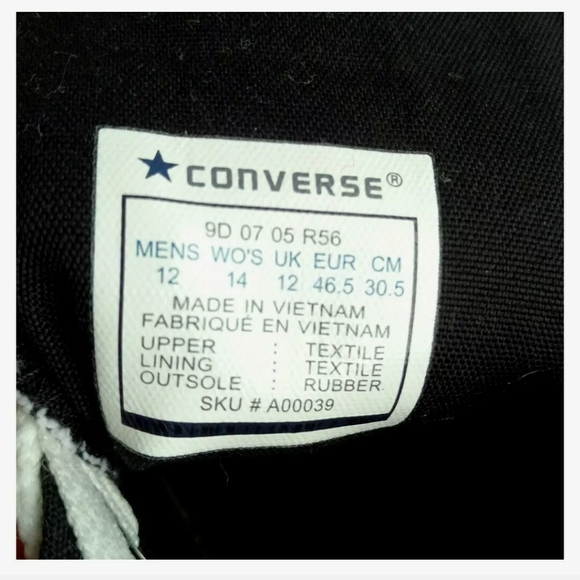 CONVERSE®
9D 07 05 R56
MENS WO'S UK EUR CM
12 14 12 46.5 30.5
MADE IN VIETNAM
FABRIQUÉ EN VIETNAM
UPPER : TEXTILE
LINING : TEXTILE
OUTSOLE : RUBBER
SKU # A00039